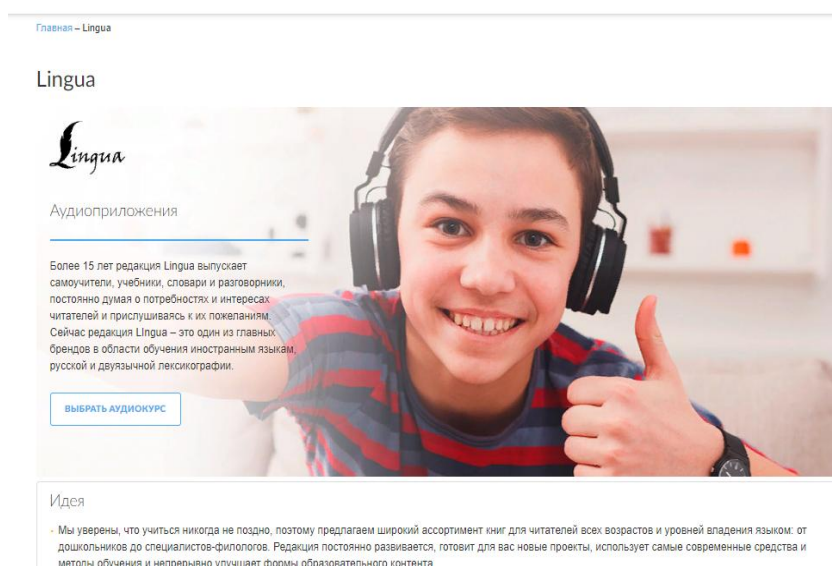 Главная – Lingua
Lingua
Lingua
Аудиоприложения
Более 15 лет редакция Lingua выпускает
самоучители, учебники, словари и разговорники,
постоянно думая о потребностях и интересах
читателей и прислушиваясь к их пожеланиям.
Сейчас редакция LIngua – это один из главных
брендов в области обучения иностранным языкам,
русской и двуязычной лексикографии.
ВЫБРАТЬ АУДИОКУРС
Идея
- Мы уверены, что учиться никогда не поздно, поэтому предлагаем широкий ассортимент книг для читателей всех возрастов и уровней владения языком: от
дошкольников до специалистов-филологов. Редакция постоянно развивается, готовит для вас новые проекты, использует самые современные средства и
методы обучения и непрерывно улучшает формы образовательного контента